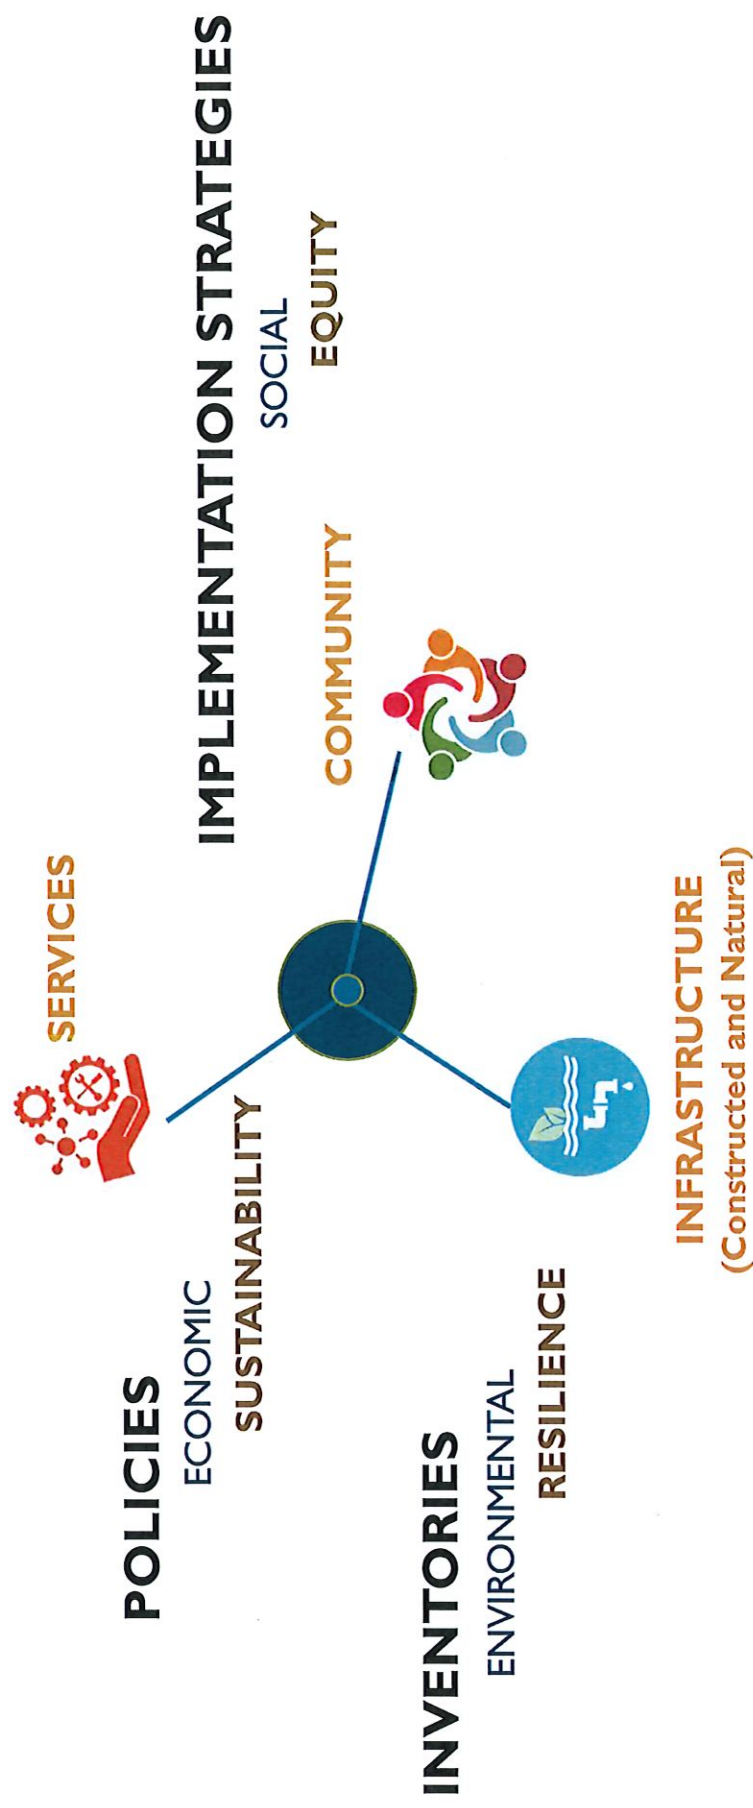 POLICIES
ECONOMIC
SUSTAINABILITY
SERVICES
IMPLEMENTATION STRATEGIES
SOCIAL
EQUITY
COMMUNITY
INVENTORIES
ENVIRONMENTAL
RESILIENCE
INFRASTRUCTURE
(Constructed and Natural)